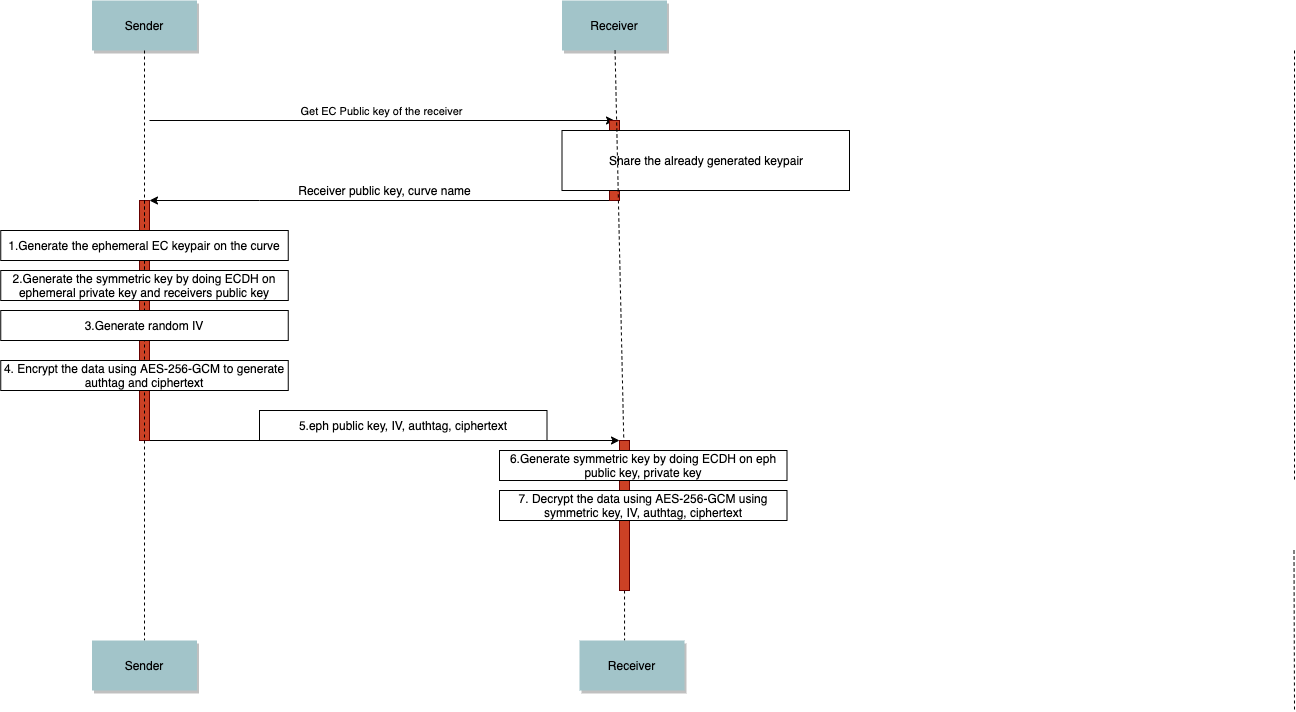 Sender
Receiver
Get EC Public key of the receiver
Share the already generated keypair
Receiver public key, curve name
1.Generate the ephemeral EC keypair on the curve
2.Generate the symmetric key by doing ECDH on
ephemeral private key and receivers public key
3.Generate random IV
4. Encrypt the data using AES-256-GCM to generate
authtag and ciphertext
5.eph public key, IV, authtag, ciphertext
6.Generate symmetric key by doing ECDH on eph
public key, private key
7. Decrypt the data using AES-256-GCM using
symmetric key, IV, authtag, ciphertext
Sender
Receiver